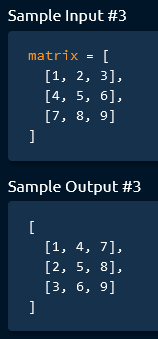 Sample Input #3
matrix = [
  [1, 2, 3],
  [4, 5, 6],
  [7, 8, 9]
]
Sample Output #3
[
  [1, 4, 7],
  [2, 5, 8],
  [3, 6, 9]
]